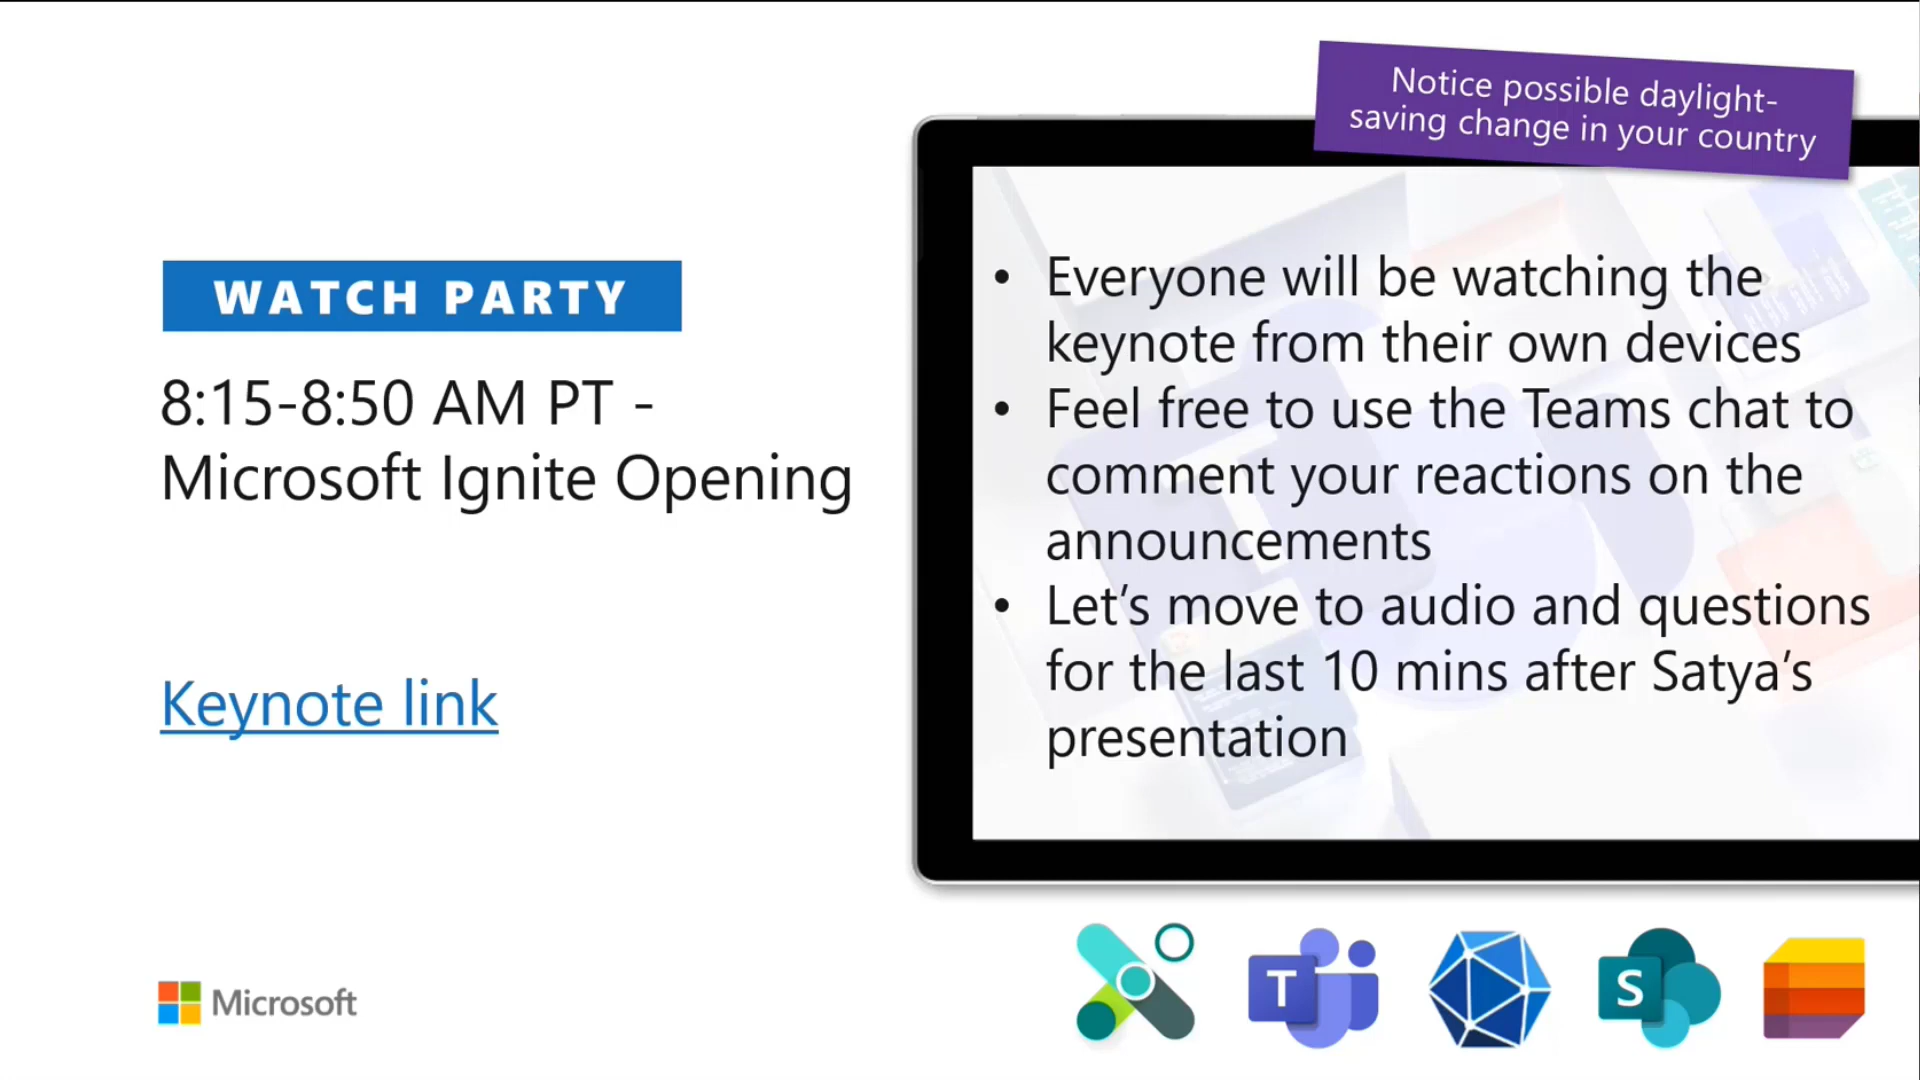 Notice possible daylight-
saving change in your country
WATCH PARTY
8:15-8:50 AM PT -
Microsoft Ignite Opening
Keynote link
• Everyone will be watching the
keynote from their own devices
• Feel free to use the Teams chat to
comment your reactions on the
announcements
• Let’s move to audio and questions
for the last 10 mins after Satya’s
presentation
Microsoft
T
S